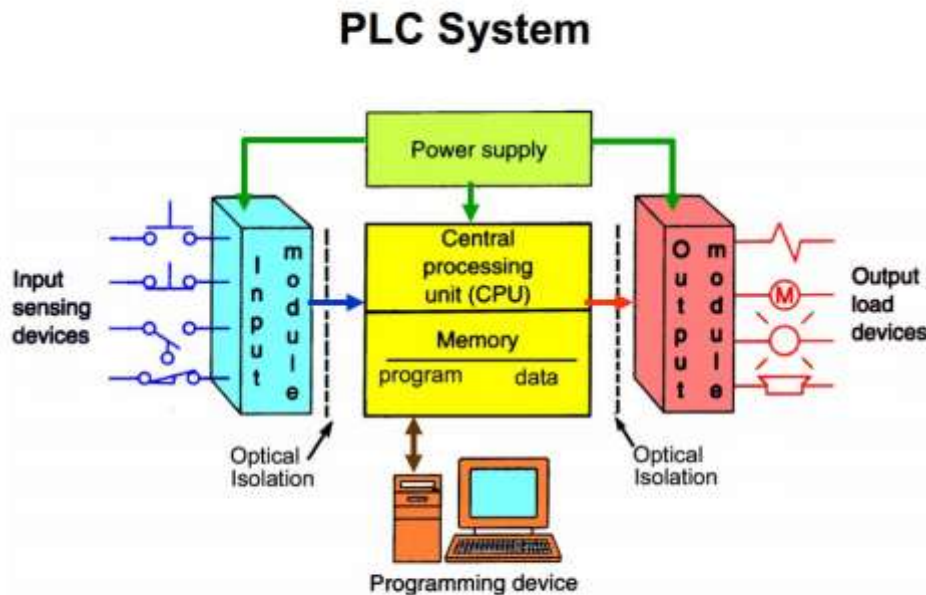 PLC System
Power supply
Input
sensing
devices
Input
module
Central
processing
unit (CPU)
Memory
program data
Output
module
Output
load
devices
M
Optical
Isolation
Optical
Isolation
Programming device